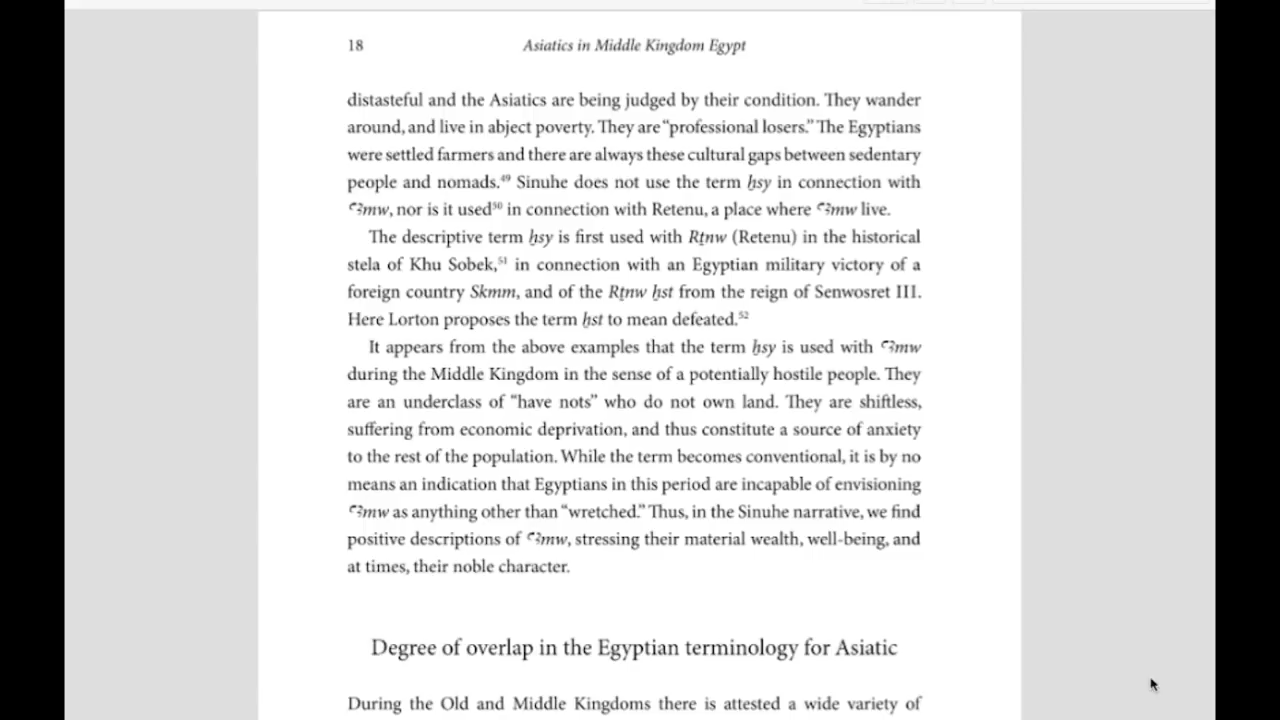 18 Asiatics in Middle Kingdom Egypt
distasteful and the Asiatics are being judged by their condition. They wander
around, and live in abject poverty. They are “professional losers.” The Egyptians
were settled farmers and there are always these cultural gaps between sedentary
people and nomads.⁴⁹ Sinuhe does not use the term ẖsy in connection with
ꜥꜣmw, nor is it used⁵⁰ in connection with Retenu, a place where ꜥꜣmw live.
The descriptive term ẖsy is first used with Rṯnw (Retenu) in the historical
stela of Khu Sobek,⁵¹ in connection with an Egyptian military victory of a
foreign country Skmm, and of the Rṯnw ẖst from the reign of Senwosret III.
Here Lorton proposes the term ẖst to mean defeated.⁵²
It appears from the above examples that the term ẖsy is used with ꜥꜣmw
during the Middle Kingdom in the sense of a potentially hostile people. They
are an underclass of “have nots” who do not own land. They are shiftless,
suffering from economic deprivation, and thus constitute a source of anxiety
to the rest of the population. While the term becomes conventional, it is by no
means an indication that Egyptians in this period are incapable of envisioning
ꜥꜣmw as anything other than “wretched.” Thus, in the Sinuhe narrative, we find
positive descriptions of ꜥꜣmw, stressing their material wealth, well-being, and
at times, their noble character.
Degree of overlap in the Egyptian terminology for Asiatic
During the Old and Middle Kingdoms there is attested a wide variety of